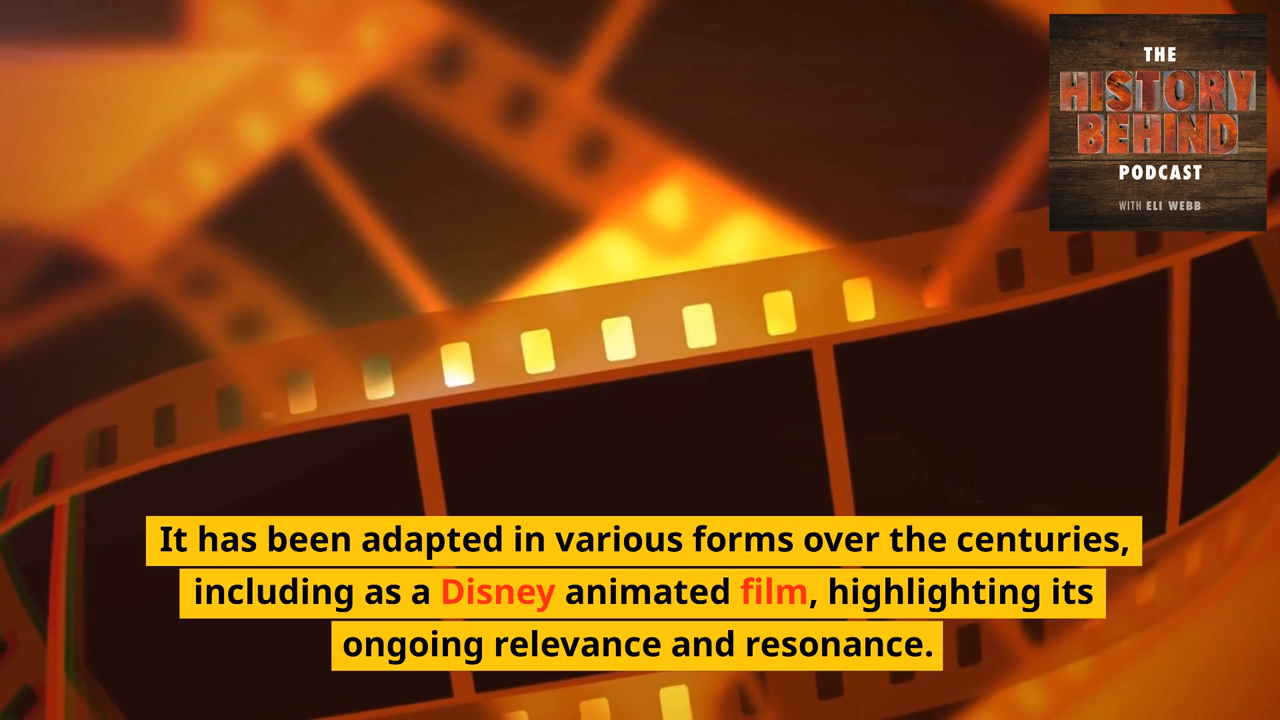 THE
HISTORY
BEHIND
PODCAST
WITH ELI WEBB
It has been adapted in various forms over the centuries,
including as a Disney animated film, highlighting its
ongoing relevance and resonance.